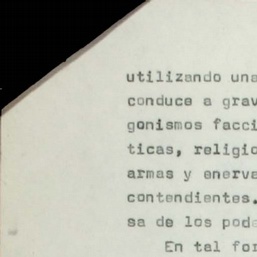 utilizando una
conduce a grav
gonismos facci
ticas, religio
armas y enerva
contendientes.
sa de los pode
En tal for